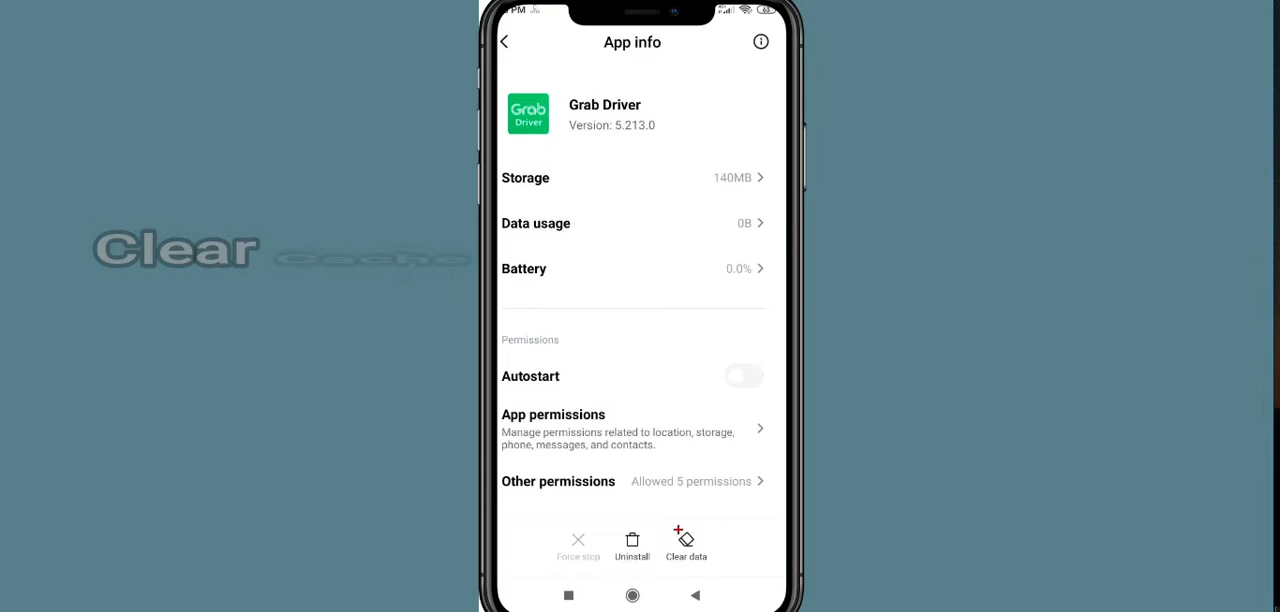 PM
App info
Grab
Driver
Grab Driver
Version: 5.213.0
Storage 140MB
Data usage 0B
Clear Cache
Battery 0.0%
Permissions
Autostart
App permissions
Manage permissions related to location, storage,
phone, messages, and contacts.
Other permissions Allowed 5 permissions
Force stop Uninstall Clear data